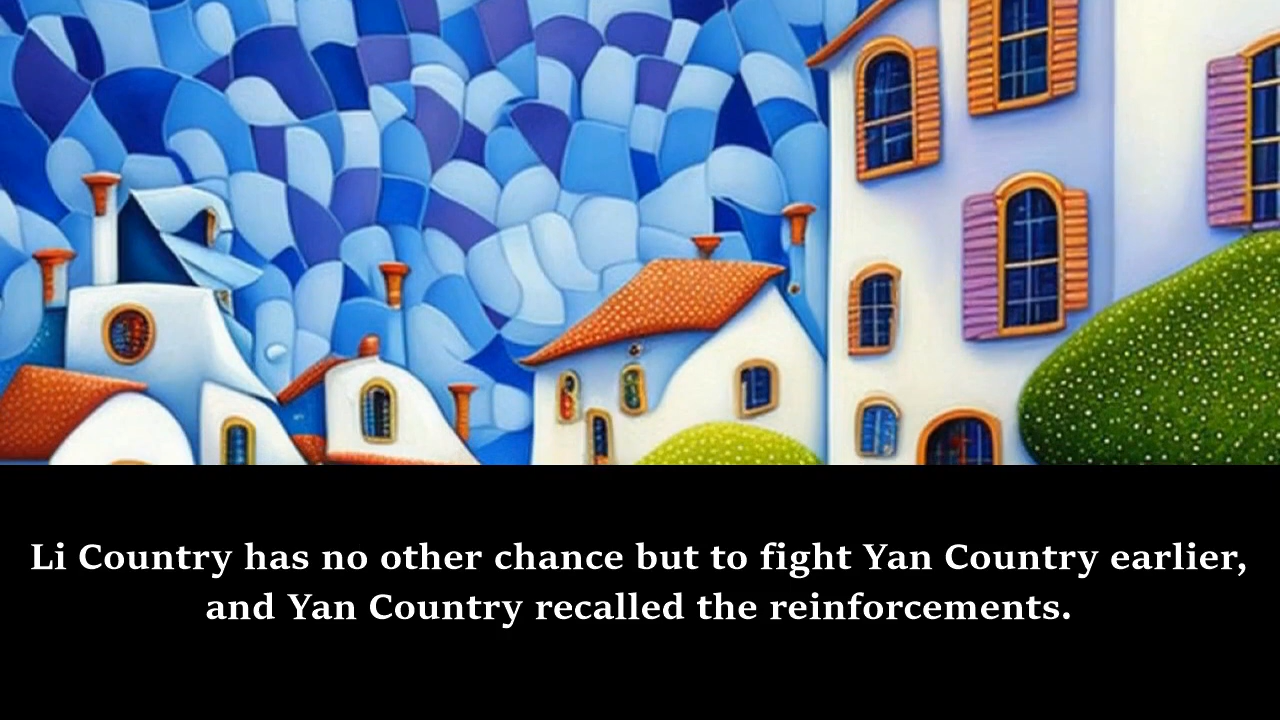 Li Country has no other chance but to fight Yan Country earlier,
and Yan Country recalled the reinforcements.